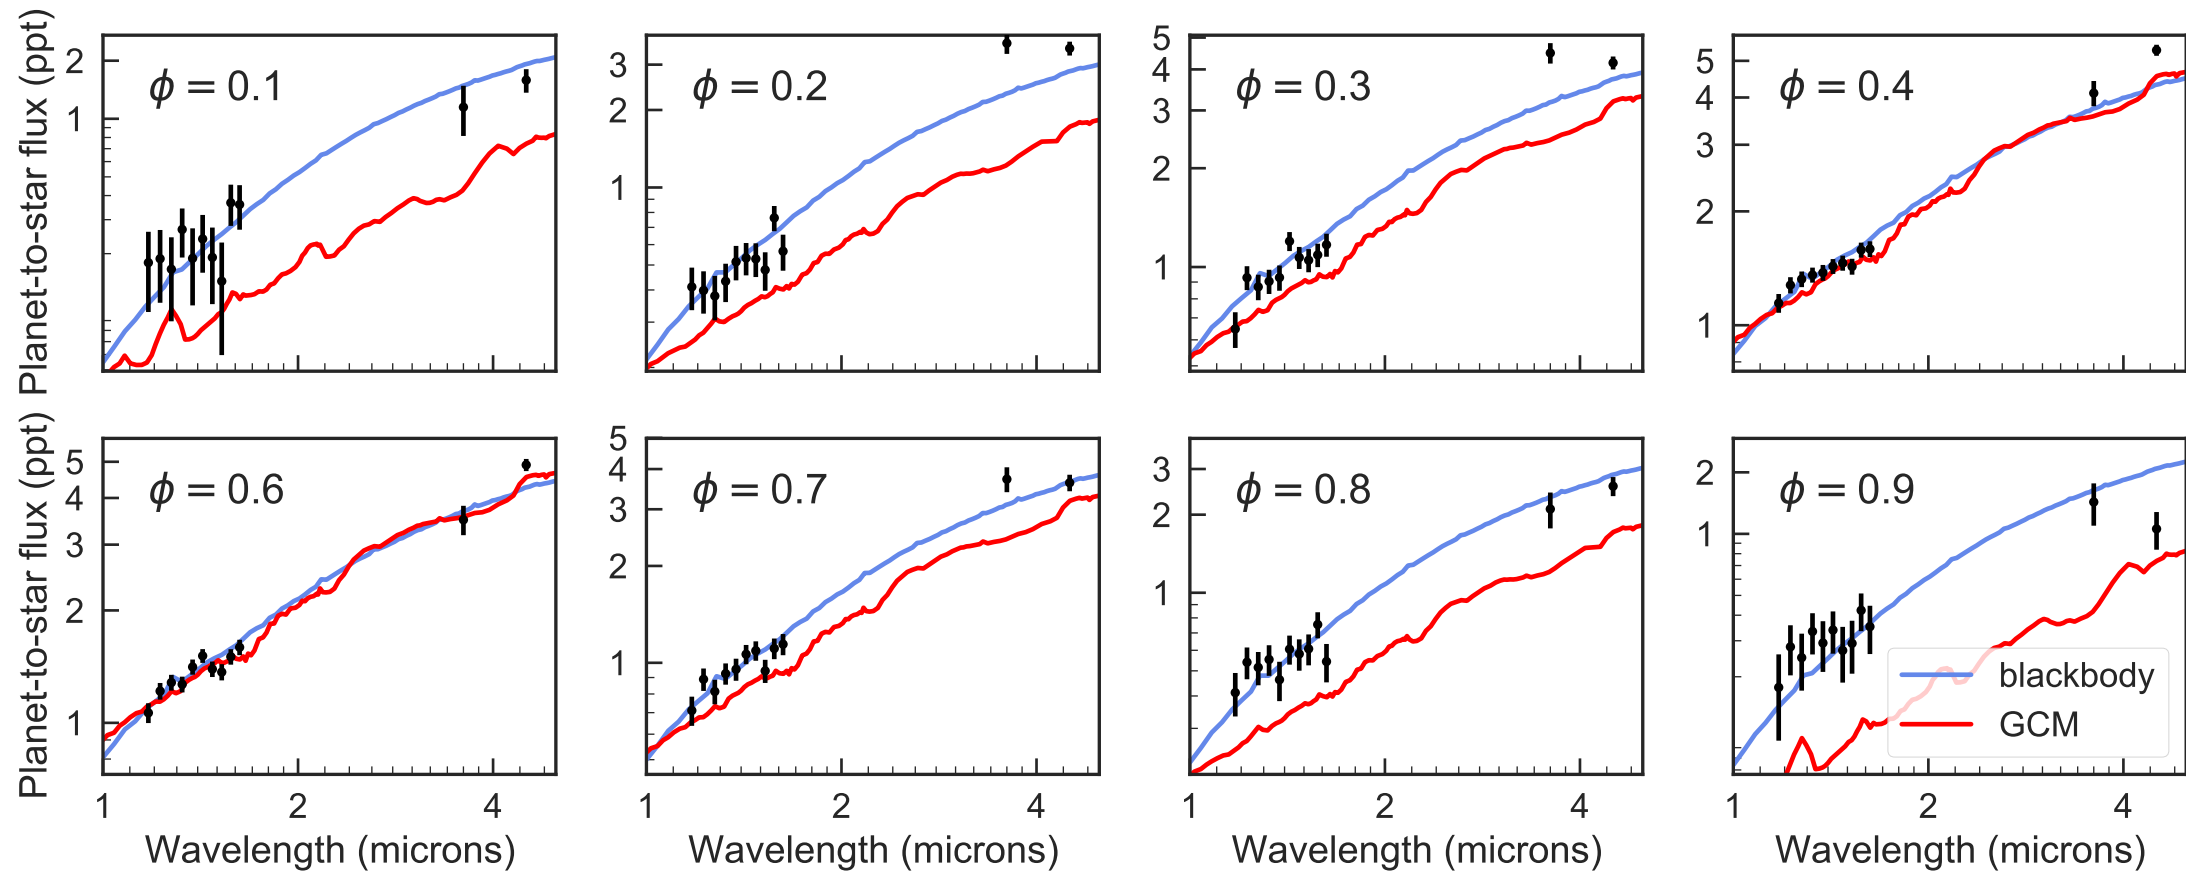 Planet-to-star flux (ppt)
2
1
ϕ = 0.1
3
2
1
ϕ = 0.2
5
4
3
2
1
ϕ = 0.3
5
4
3
2
1
ϕ = 0.4
Planet-to-star flux (ppt)
5
4
3
2
1
ϕ = 0.6
1 2 4
Wavelength (microns)
5
4
3
2
1
ϕ = 0.7
1 2 4
Wavelength (microns)
3
2
1
ϕ = 0.8
1 2 4
Wavelength (microns)
2
1
ϕ = 0.9
blackbody
GCM
1 2 4
Wavelength (microns)